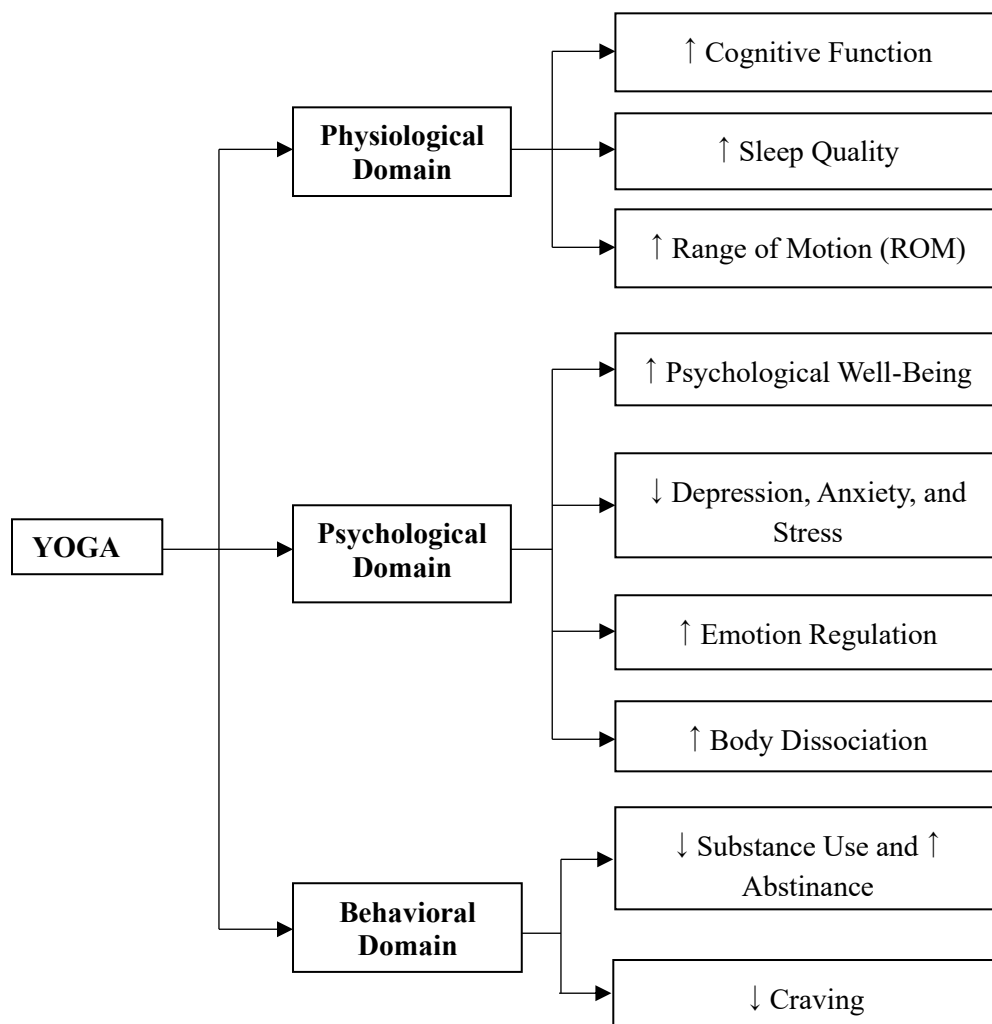 ↑ Cognitive Function
Physiological
Domain
↑ Sleep Quality
↑ Range of Motion (ROM)
↑ Psychological Well-Being
↓ Depression, Anxiety, and
Stress
YOGA
Psychological
Domain
↑ Emotion Regulation
↑ Body Dissociation
↓ Substance Use and ↑
Abstinance
Behavioral
Domain
↓ Craving